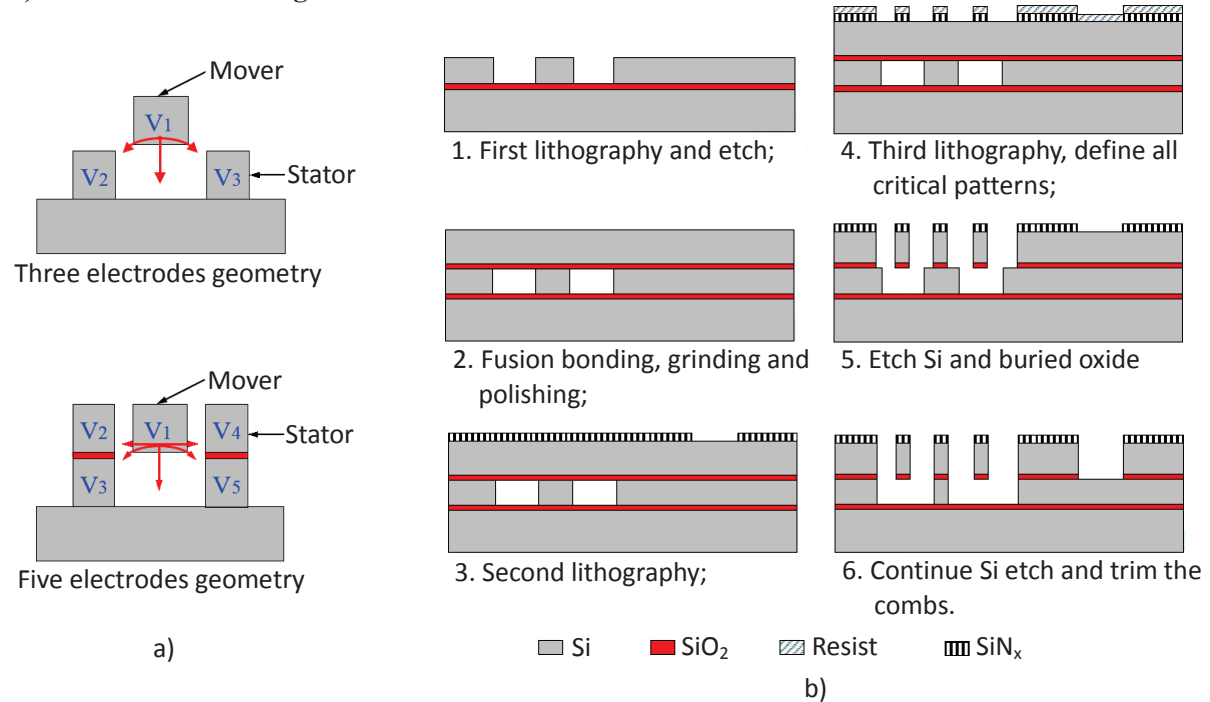 Mover
V1
V2
V3
Stator
Three electrodes geometry
Mover
V2
V1
V4
Stator
V3
V5
Five electrodes geometry
a)
1. First lithography and etch;
2. Fusion bonding, grinding and
polishing;
3. Second lithography;
4. Third lithography, define all
critical patterns;
5. Etch Si and buried oxide
6. Continue Si etch and trim the
combs.
Si
SiO2
Resist
SiNx
b)